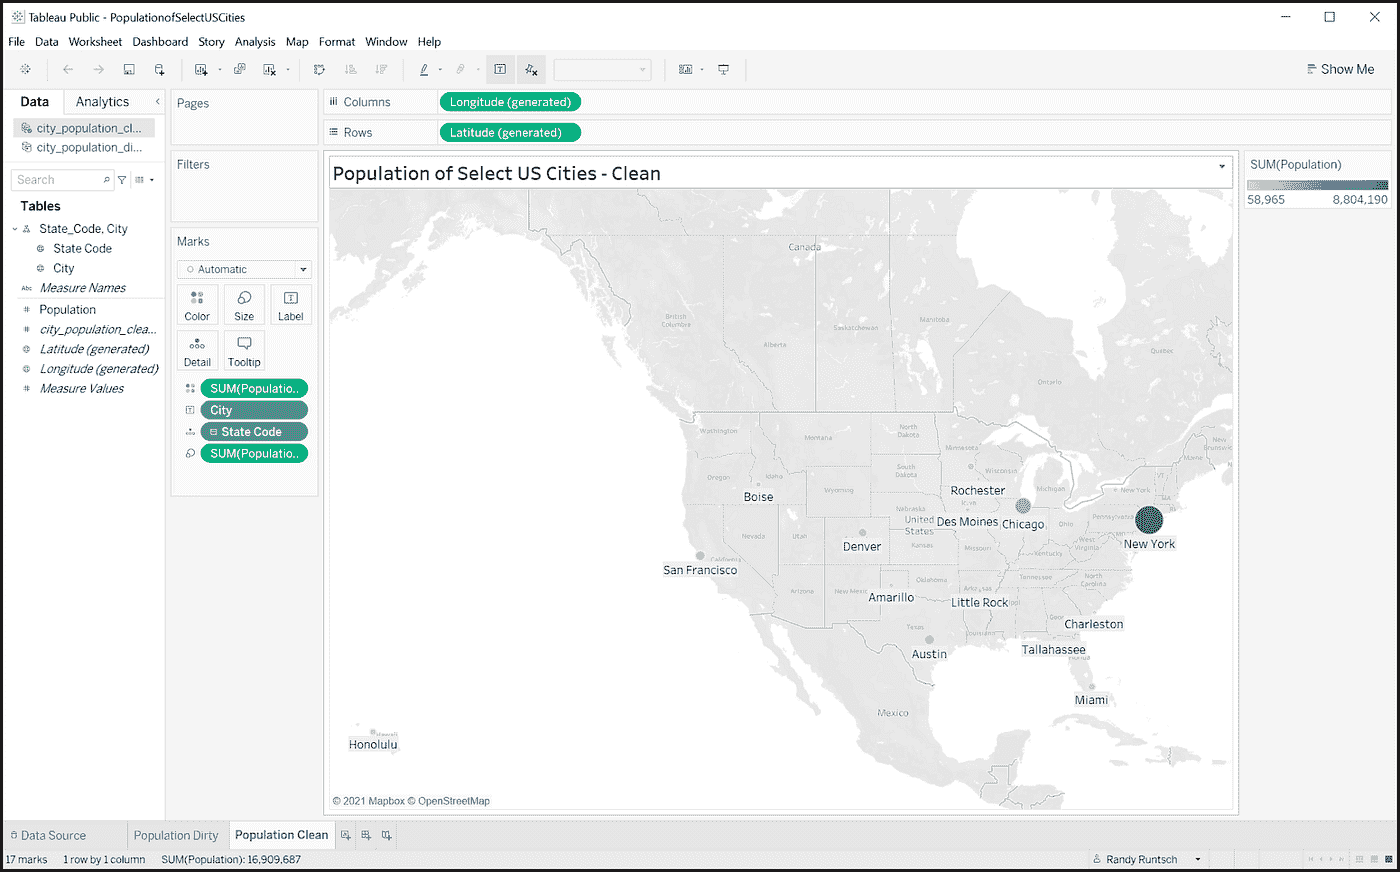 Tableau Public - PopulationofSelectUSCities
File Data Worksheet Dashboard Story Analysis Map Format Window Help
Show Me
Data Analytics
city_population_cl...
city_population_di...
Search
Tables
State_Code, City
State Code
City
Abc Measure Names
Population
city_population_clea...
Latitude (generated)
Longitude (generated)
Measure Values
Pages
Filters
Marks
Automatic
Color Size Label
Detail Tooltip
SUM(Populatio..
City
State Code
SUM(Populatio..
Columns Longitude (generated)
Rows Latitude (generated)
Population of Select US Cities - Clean
Canada
British
Columbia
Alberta
Saskatchewan
Manitoba
Ontario
Quebec
New
Brunswi
Maine
Washington
Montana
North
Dakota
Minnesota
Oregon
Idaho
Wyoming
South
Dakota
Wisconsin
Michigan
New York
VT
MA
Boise
Rochester
Nebraska
United
States
Des Moines
Chicago
Ohio
Pennsylvania
New York
Nevada
Utah
Denver
Kansas
Missouri
West
Virginia
Kentucky
San Francisco
California
Arizona
New Mexico
Oklahoma
Tennessee
North
Carolina
Amarillo
Little Rock
Charleston
Texas
Louisiana
Austin
Tallahassee
Miami
Mexico
Hawaii
Honolulu
© 2021 Mapbox © OpenStreetMap
SUM(Population)
58,965 8,804,190
Data Source Population Dirty Population Clean
17 marks 1 row by 1 column SUM(Population): 16,909,687 Randy Runtsch